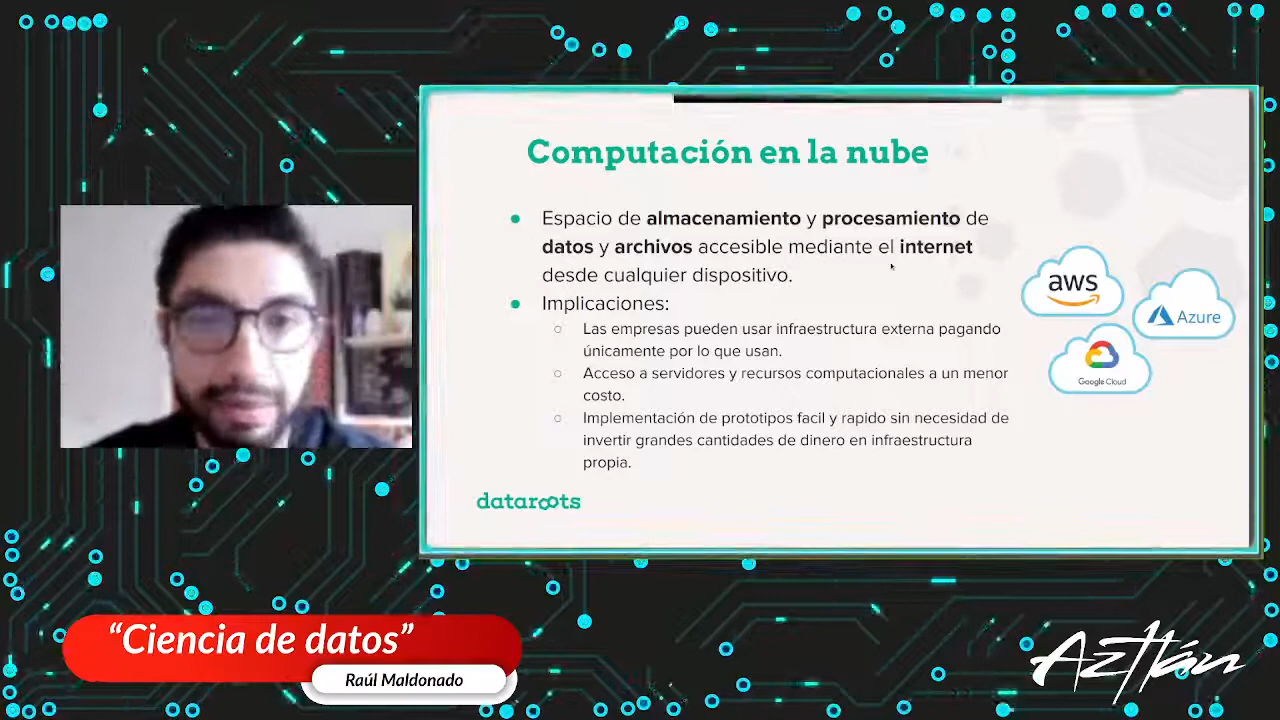 Computación en la nube
Espacio de almacenamiento y procesamiento de
datos y archivos accesible mediante el internet
desde cualquier dispositivo.
Implicaciones:
Las empresas pueden usar infraestructura externa pagando
únicamente por lo que usan.
Acceso a servidores y recursos computacionales a un menor
costo.
Implementación de prototipos facil y rapido sin necesidad de
invertir grandes cantidades de dinero en infraestructura
propia.
aws
Azure
Google Cloud
dataroots
“Ciencia de datos”
Raúl Maldonado
Aztlán